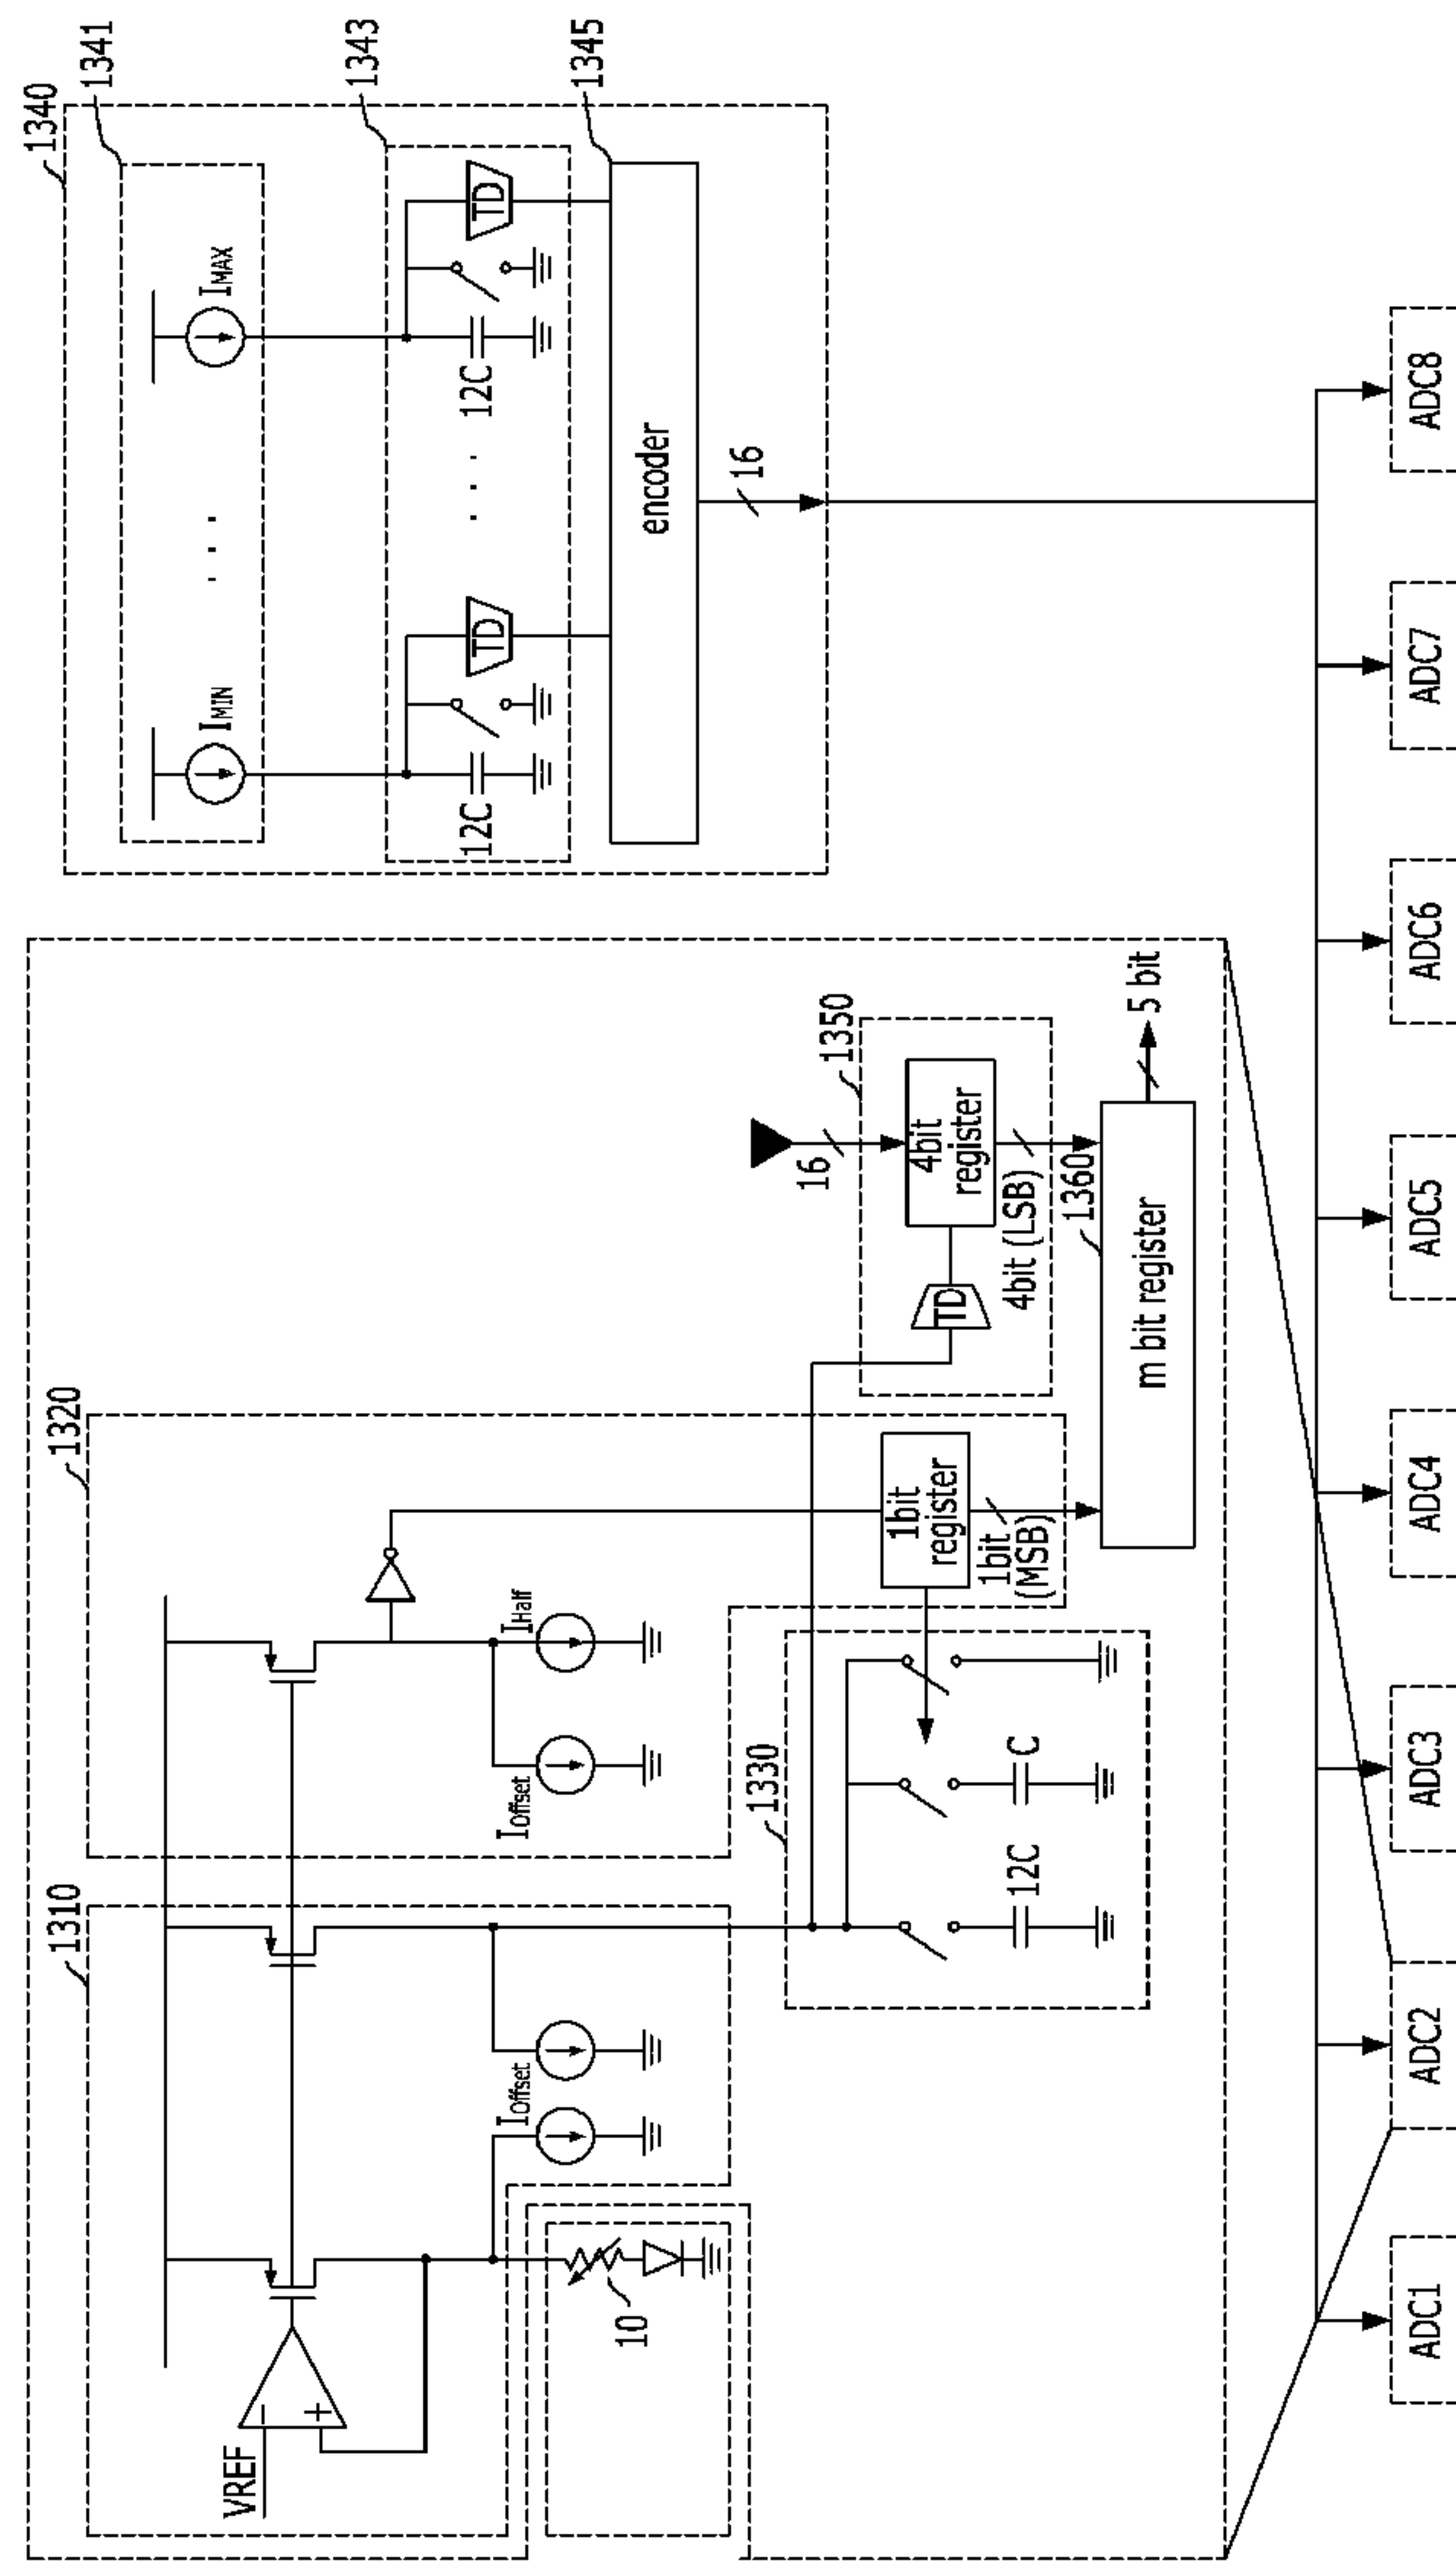 1310
VREF
IOffset
10
1320
IOffset
IHalf
1330
12C
C
1bit
register
1bit
(MSB)
1350
16
4bit
register
TD
4bit (LSB)
1360
m bit register
5 bit
1340
1341
IMIN
. . .
IMAX
1343
12C
TD
. . .
12C
TD
1345
encoder
16
ADC1
ADC2
ADC3
ADC4
ADC5
ADC6
ADC7
ADC8